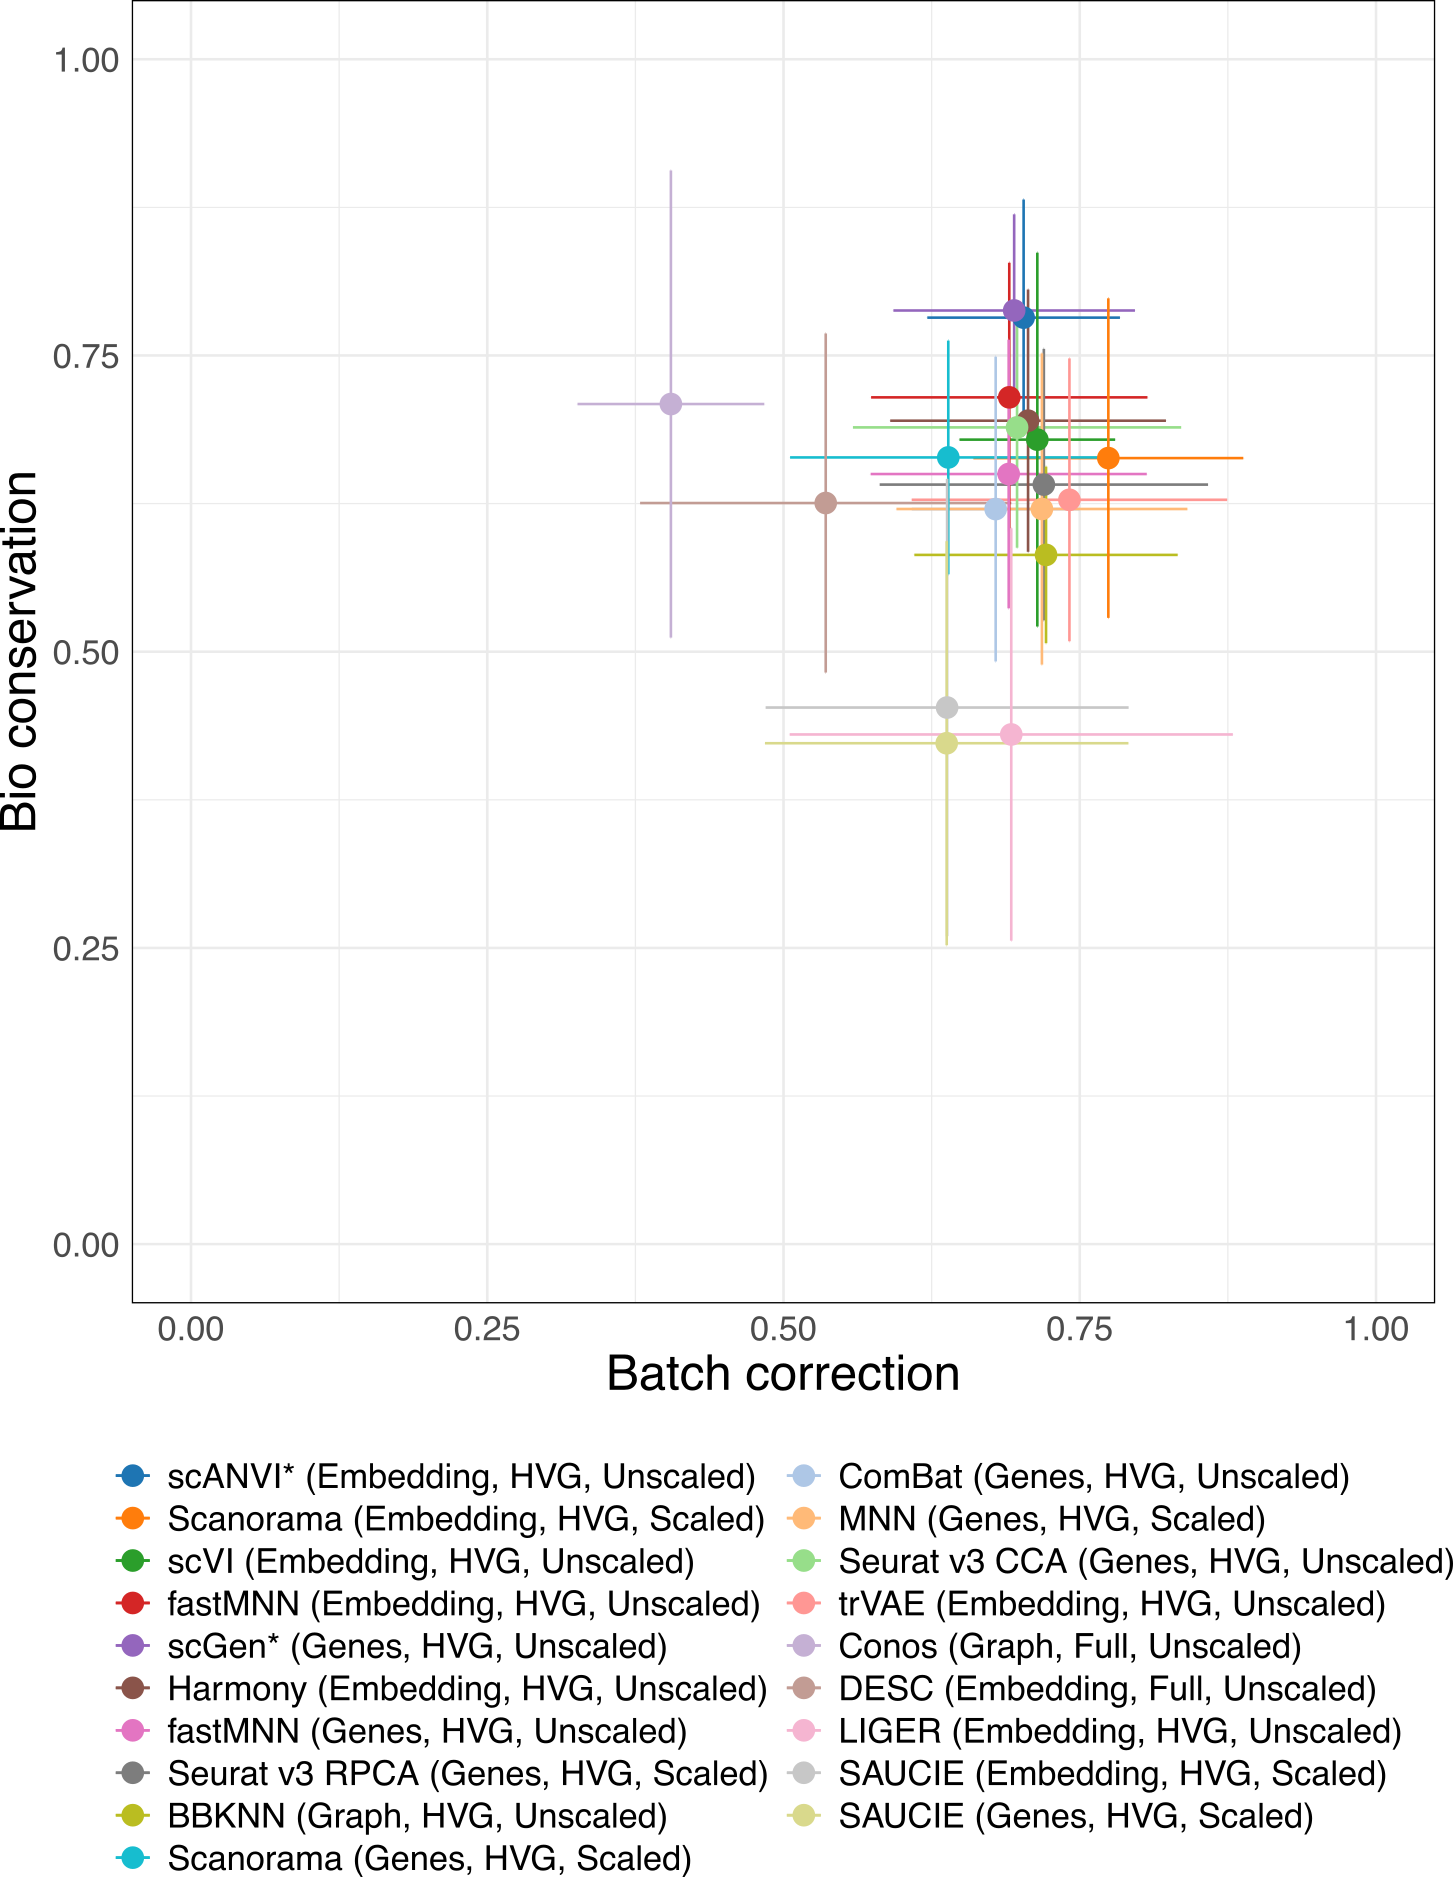 1.00
0.75
0.50
0.25
0.00
Bio conservation
0.00 0.25 0.50 0.75 1.00
Batch correction
scANVI* (Embedding, HVG, Unscaled)
Scanorama (Embedding, HVG, Scaled)
scVI (Embedding, HVG, Unscaled)
fastMNN (Embedding, HVG, Unscaled)
scGen* (Genes, HVG, Unscaled)
Harmony (Embedding, HVG, Unscaled)
fastMNN (Genes, HVG, Unscaled)
Seurat v3 RPCA (Genes, HVG, Scaled)
BBKNN (Graph, HVG, Unscaled)
Scanorama (Genes, HVG, Scaled)
ComBat (Genes, HVG, Unscaled)
MNN (Genes, HVG, Scaled)
Seurat v3 CCA (Genes, HVG, Unscaled)
trVAE (Embedding, HVG, Unscaled)
Conos (Graph, Full, Unscaled)
DESC (Embedding, Full, Unscaled)
LIGER (Embedding, HVG, Unscaled)
SAUCIE (Embedding, HVG, Scaled)
SAUCIE (Genes, HVG, Scaled)